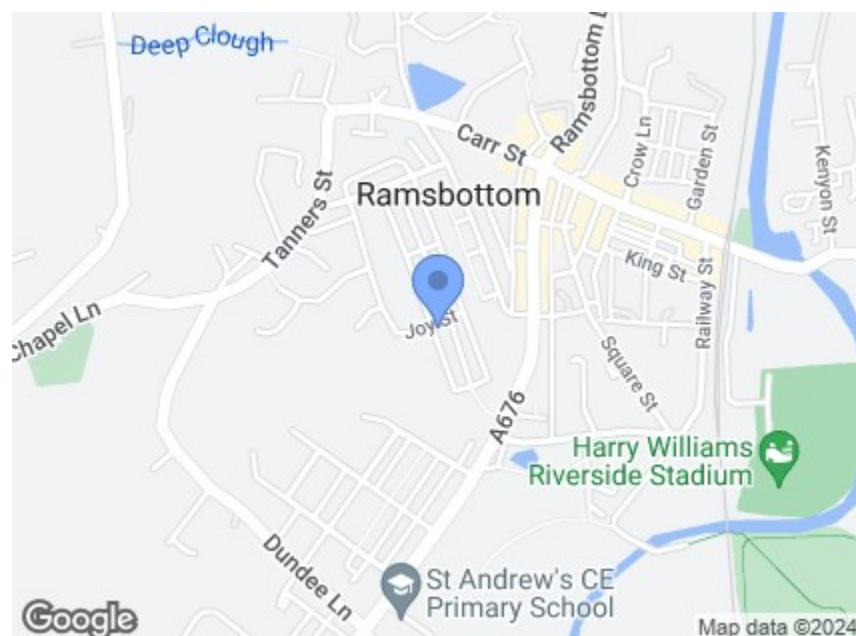 Deep Clough
Ramsbottom L
Carr St
Crow Ln
Garden St
Kenyon St
Ramsbottom
Tanners St
King St
Railway St
Chapel Ln
Joy St
Square St
A676
Harry Williams
Riverside Stadium
Dundee Ln
St Andrew's CE
Primary School
Google
Map data ©2024